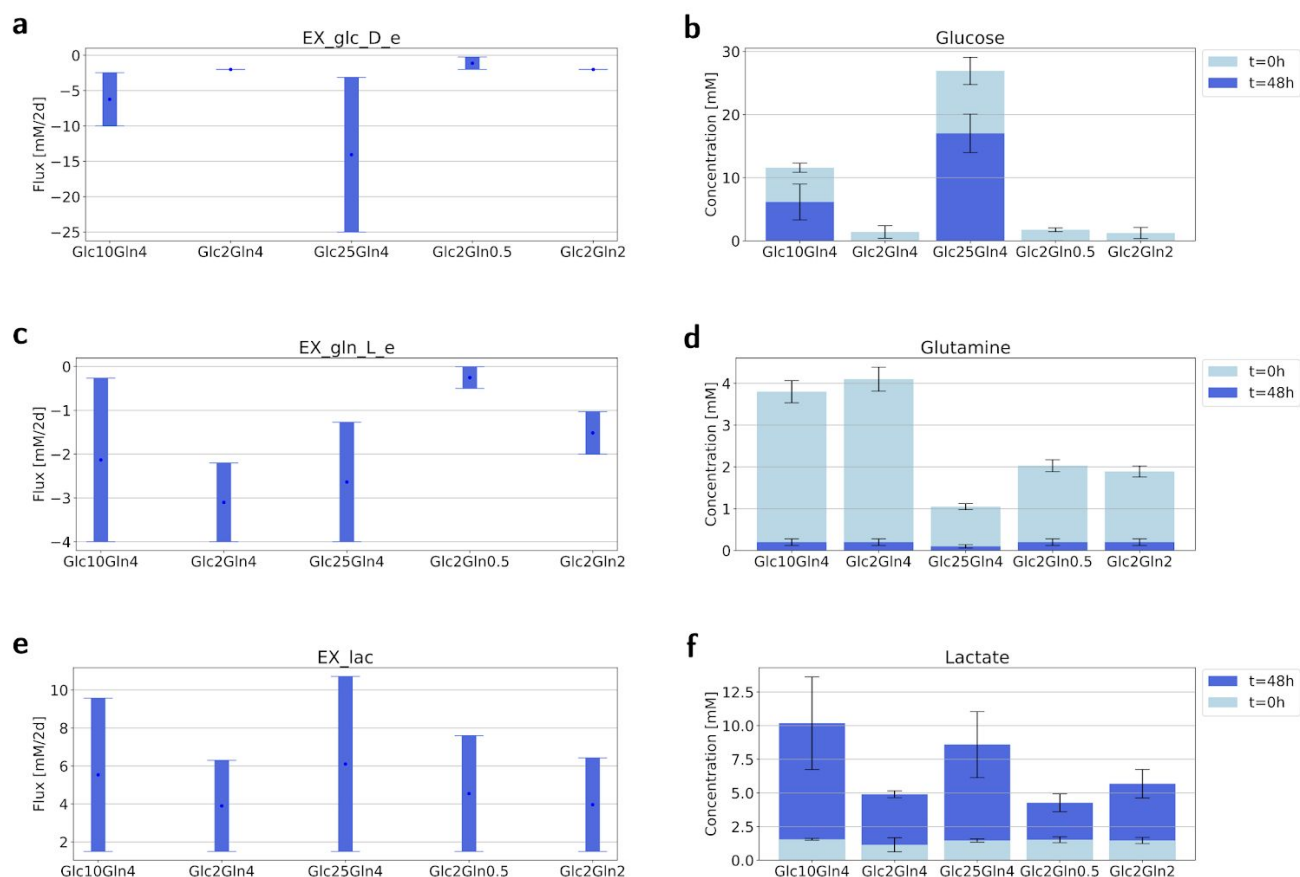 a
EX_glc_D_e
Flux [mM/2d]
0
−5
−10
−15
−20
−25
Glc10Gln4 Glc2Gln4 Glc25Gln4 Glc2Gln0.5 Glc2Gln2
b
Glucose
Concentration [mM]
30
20
10
0
Glc10Gln4 Glc2Gln4 Glc25Gln4 Glc2Gln0.5 Glc2Gln2
t=0h
t=48h
c
EX_gln_L_e
Flux [mM/2d]
0
−1
−2
−3
−4
Glc10Gln4 Glc2Gln4 Glc25Gln4 Glc2Gln0.5 Glc2Gln2
d
Glutamine
Concentration [mM]
4
3
2
1
0
Glc10Gln4 Glc2Gln4 Glc25Gln4 Glc2Gln0.5 Glc2Gln2
t=0h
t=48h
e
EX_lac
Flux [mM/2d]
10
8
6
4
2
Glc10Gln4 Glc2Gln4 Glc25Gln4 Glc2Gln0.5 Glc2Gln2
f
Lactate
Concentration [mM]
12.5
10.0
7.5
5.0
2.5
0.0
Glc10Gln4 Glc2Gln4 Glc25Gln4 Glc2Gln0.5 Glc2Gln2
t=48h
t=0h